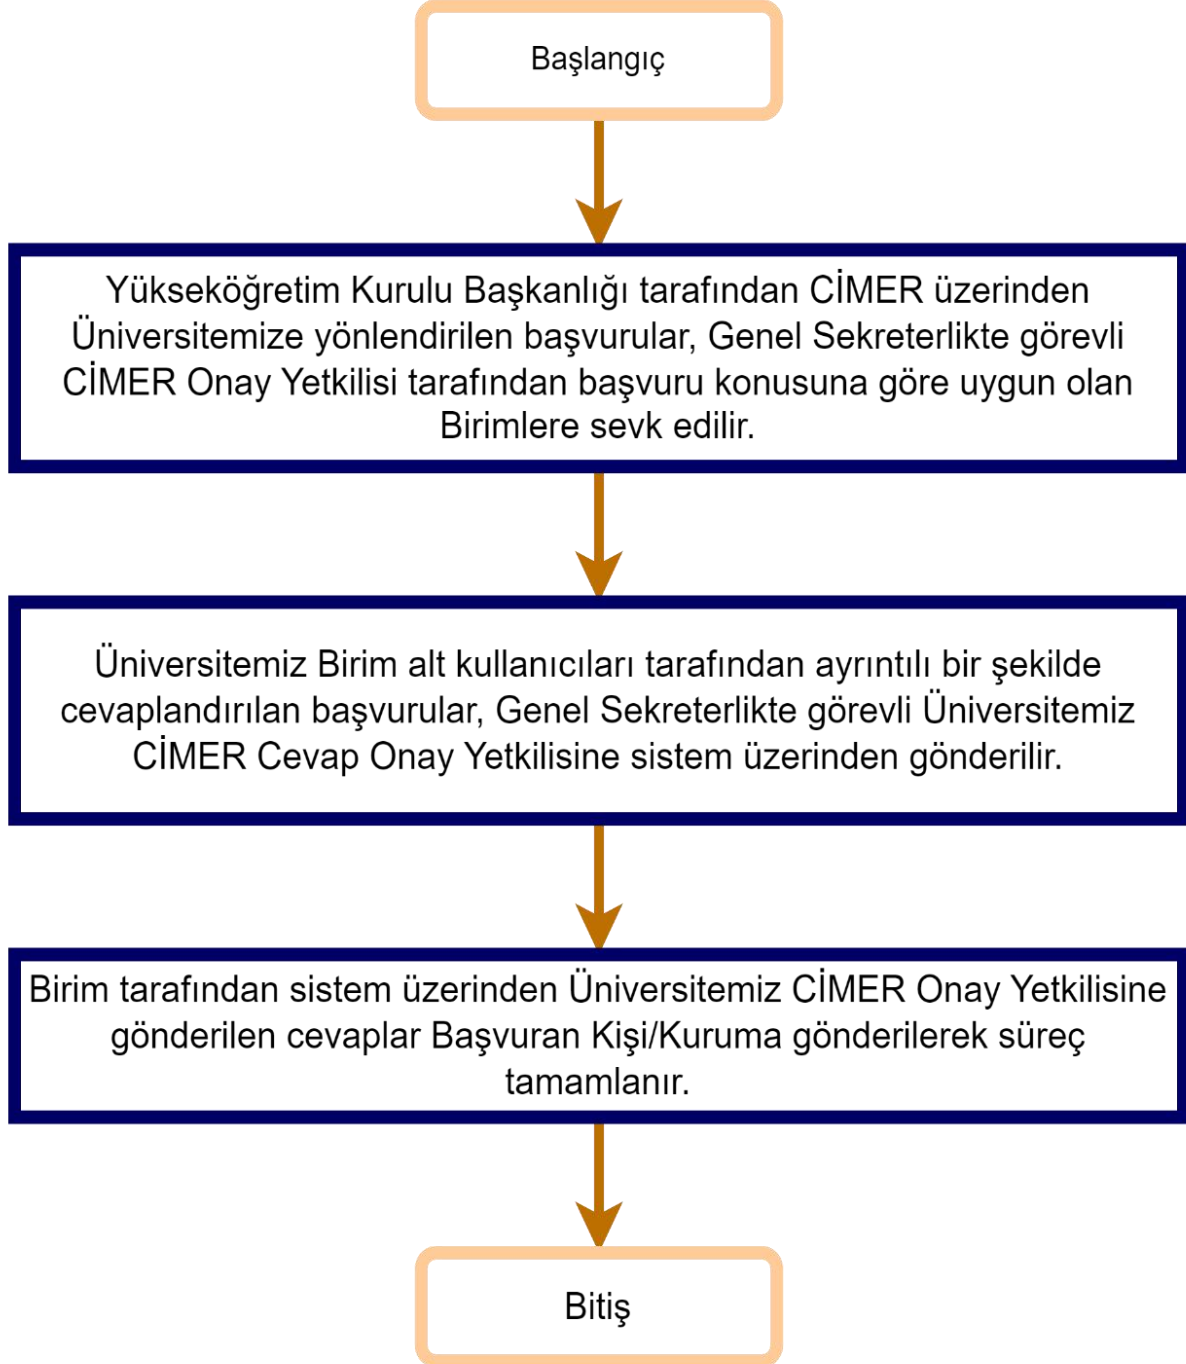 Başlangıç
Yükseköğretim Kurulu Başkanlığı tarafından CİMER üzerinden
Üniversitemize yönlendirilen başvurular, Genel Sekreterlikte görevli
CİMER Onay Yetkilisi tarafından başvuru konusuna göre uygun olan
Birimlere sevk edilir.
Üniversitemiz Birim alt kullanıcıları tarafından ayrıntılı bir şekilde
cevaplandırılan başvurular, Genel Sekreterlikte görevli Üniversitemiz
CİMER Cevap Onay Yetkilisine sistem üzerinden gönderilir.
Birim tarafından sistem üzerinden Üniversitemiz CİMER Onay Yetkilisine
gönderilen cevaplar Başvuran Kişi/Kuruma gönderilerek süreç
tamamlanır.
Bitiş